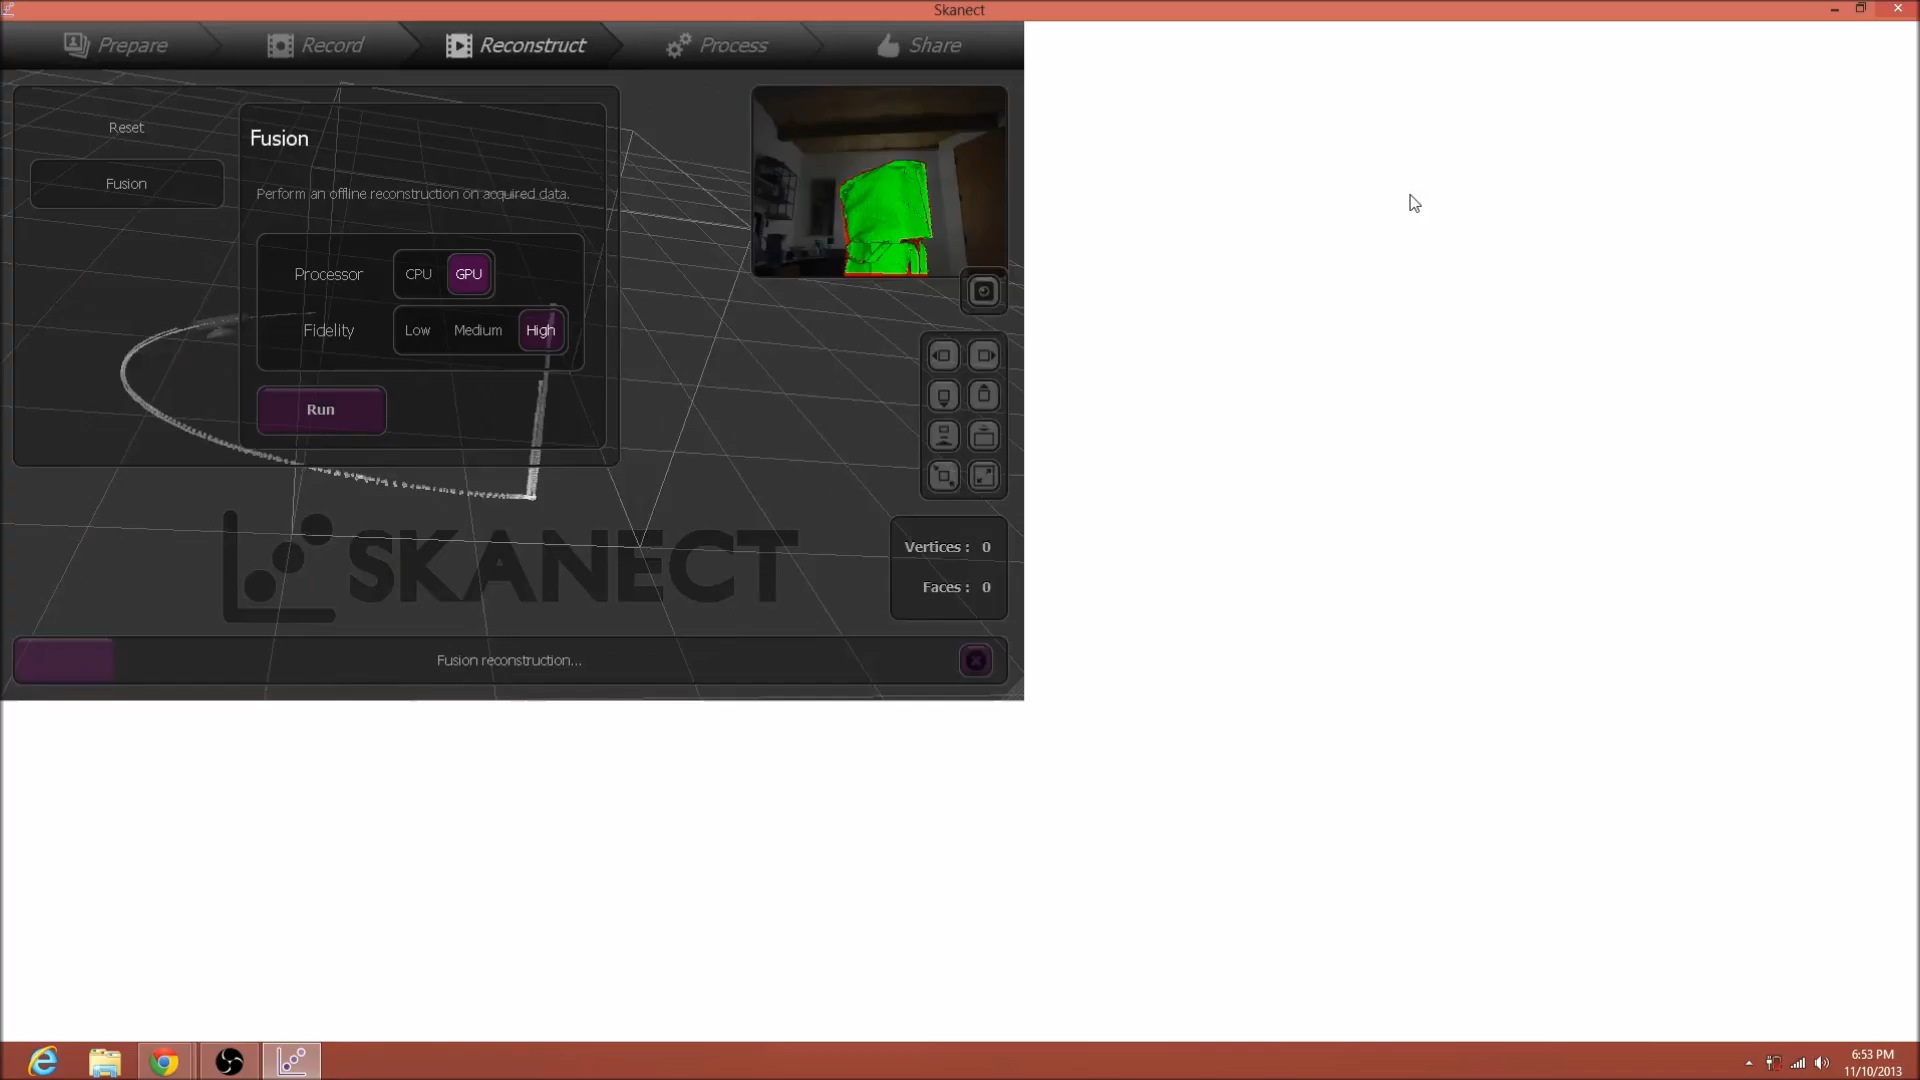 Skanect
Prepare
Record
Reconstruct
Process
Share
Reset
Fusion
Fusion
Perform an offline reconstruction on acquired data.
Processor
CPU
GPU
Fidelity
Low
Medium
High
Run
SKANECT
Vertices : 0
Faces : 0
Fusion reconstruction...
6:53 PM
11/10/2013